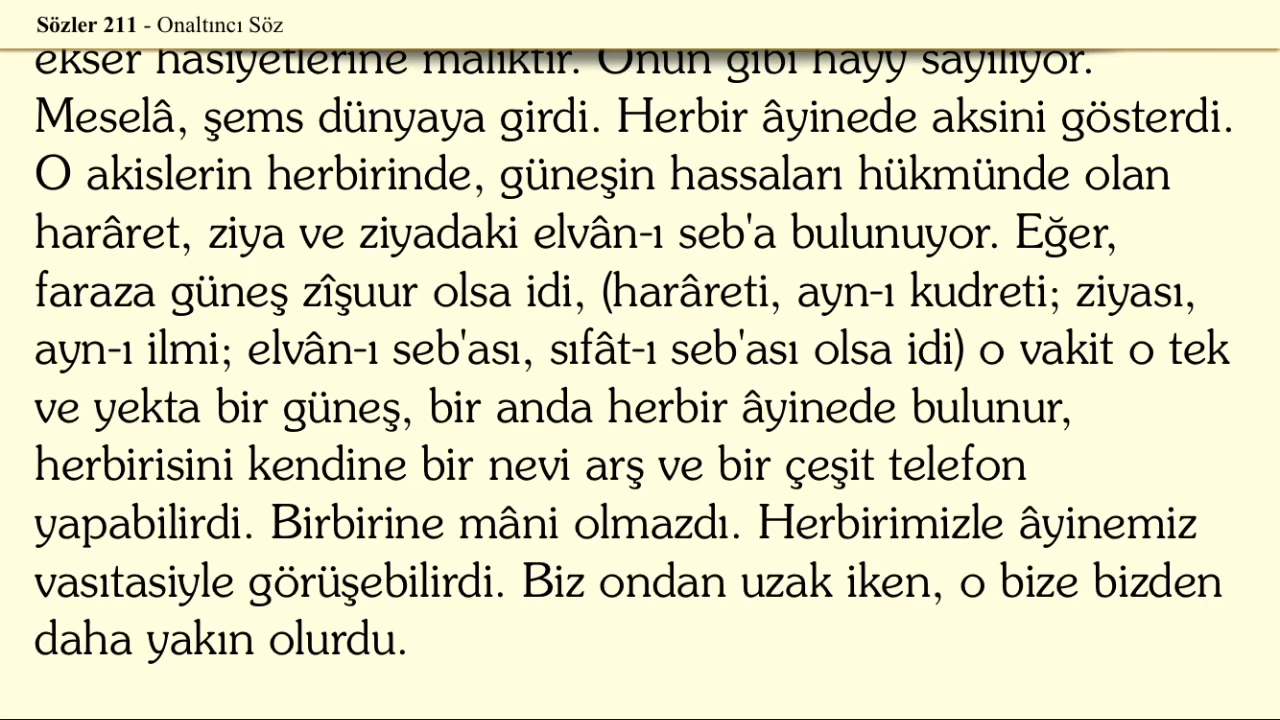 Sözler 211 - Onaltıncı Söz
ekser hasiyetlerine mâliktir. Onun gibi hayy sayılıyor.
Meselâ, şems dünyaya girdi. Herbir âyinede aksini gösterdi.
O akislerin herbirinde, güneşin hassaları hükmünde olan
harâret, ziya ve ziyadaki elvân-ı seb'a bulunuyor. Eğer,
faraza güneş zîşuur olsa idi, (harâreti, ayn-ı kudreti; ziyası,
ayn-ı ilmi; elvân-ı seb'ası, sıfât-ı seb'ası olsa idi) o vakit o tek
ve yekta bir güneş, bir anda herbir âyinede bulunur,
herbirisini kendine bir nevi arş ve bir çeşit telefon
yapabilirdi. Birbirine mâni olmazdı. Herbirimizle âyinemiz
vasıtasiyle görüşebilirdi. Biz ondan uzak iken, o bize bizden
daha yakın olurdu.